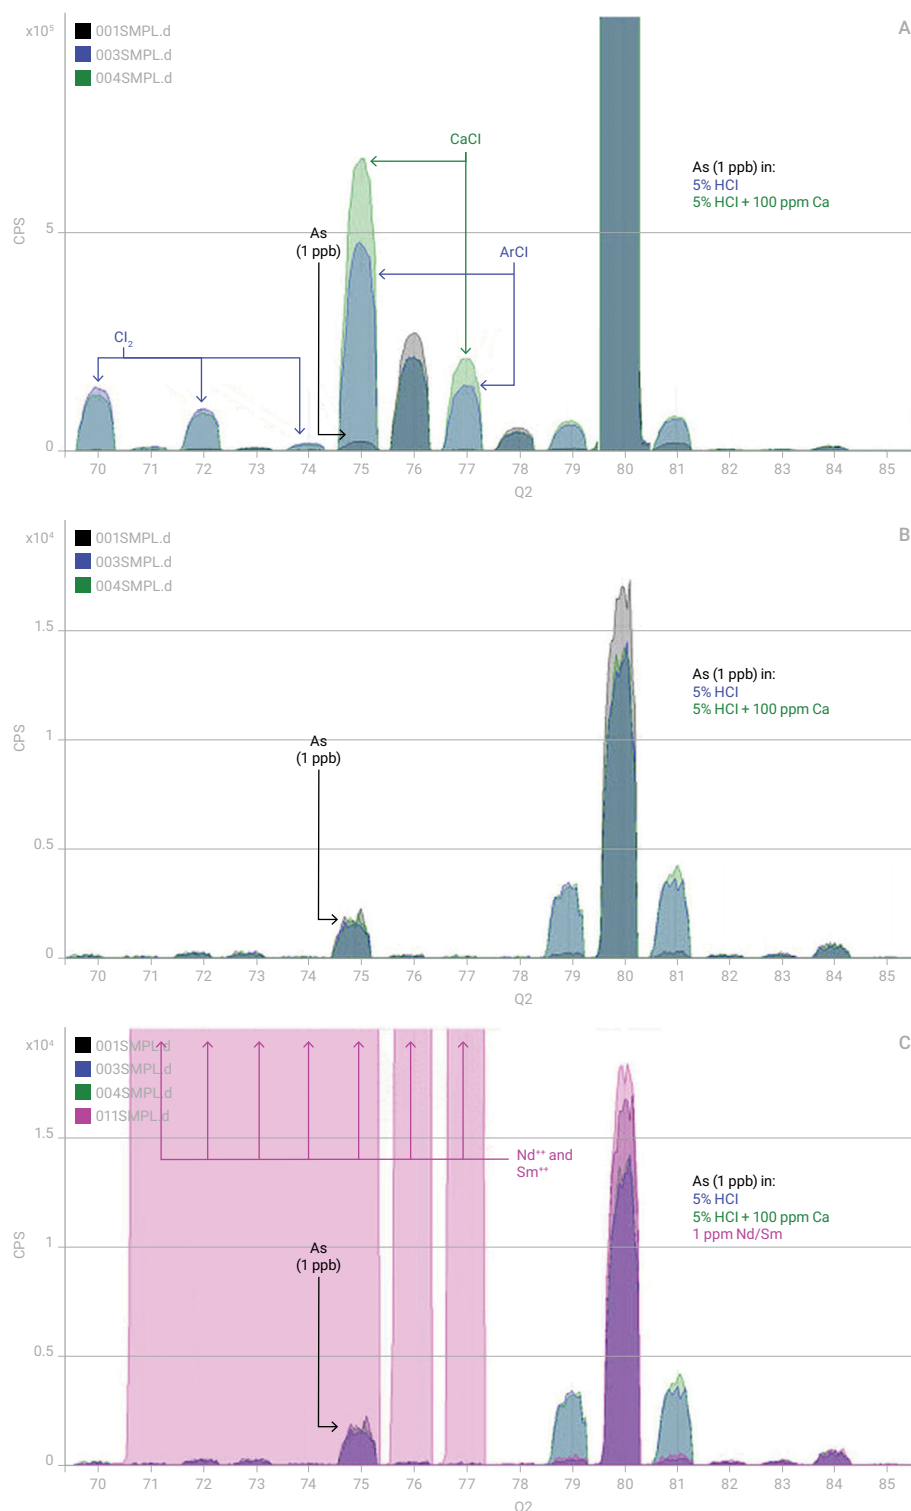 A
x10⁵
001SMPL.d
003SMPL.d
004SMPL.d
CaCl
As (1 ppb) in:
5% HCl
5% HCl + 100 ppm Ca
CPS
5
As
(1 ppb)
ArCl
Cl₂
0
70 71 72 73 74 75 76 77 78 79 80 81 82 83 84 85
Q2
B
x10⁴
001SMPL.d
003SMPL.d
004SMPL.d
1.5
As (1 ppb) in:
5% HCl
5% HCl + 100 ppm Ca
CPS
1
As
(1 ppb)
0.5
0
70 71 72 73 74 75 76 77 78 79 80 81 82 83 84 85
Q2
C
x10⁴
001SMPL.d
003SMPL.d
004SMPL.d
011SMPL.d
1.5
Nd⁺⁺ and
Sm⁺⁺
As (1 ppb) in:
5% HCl
5% HCl + 100 ppm Ca
1 ppm Nd/Sm
CPS
1
As
(1 ppb)
0.5
0
70 71 72 73 74 75 76 77 78 79 80 81 82 83 84 85
Q2